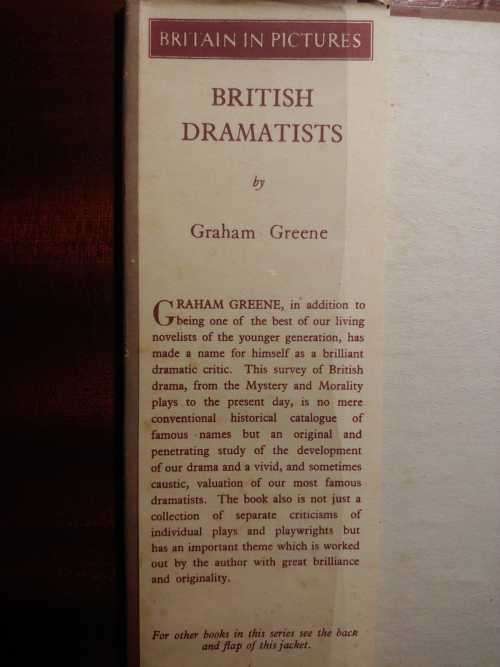 BRITAIN IN PICTURES
BRITISH
DRAMATISTS
by
Graham Greene
GRAHAM GREENE, in addition to
being one of the best of our living
novelists of the younger generation, has
made a name for himself as a brilliant
dramatic critic. This survey of British
drama, from the Mystery and Morality
plays to the present day, is no mere
conventional historical catalogue of
famous names but an original and
penetrating study of the development
of our drama and a vivid, and sometimes
caustic, valuation of our most famous
dramatists. The book also is not just a
collection of separate criticisms of
individual plays and playwrights but
has an important theme which is worked
out by the author with great brilliance
and originality.
For other books in this series see the back
and flap of this jacket.